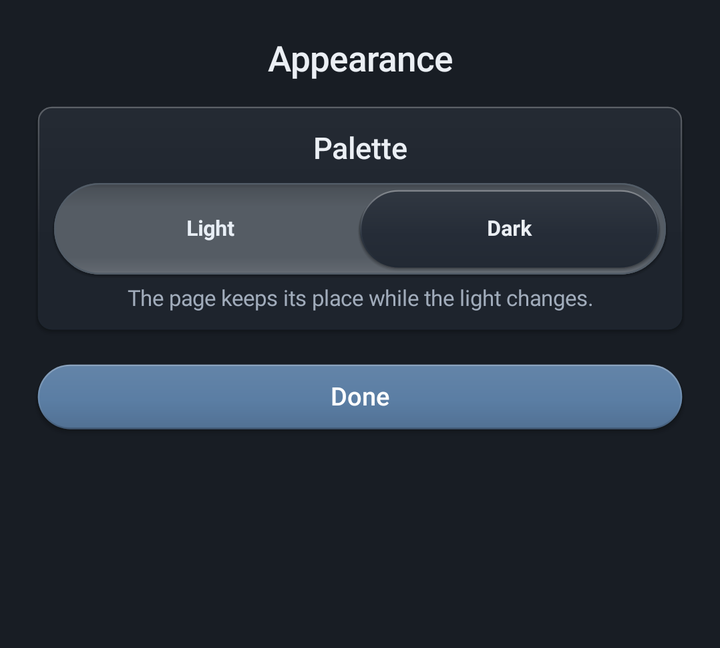 Appearance
Palette
Light
Dark
The page keeps its place while the light changes.
Done